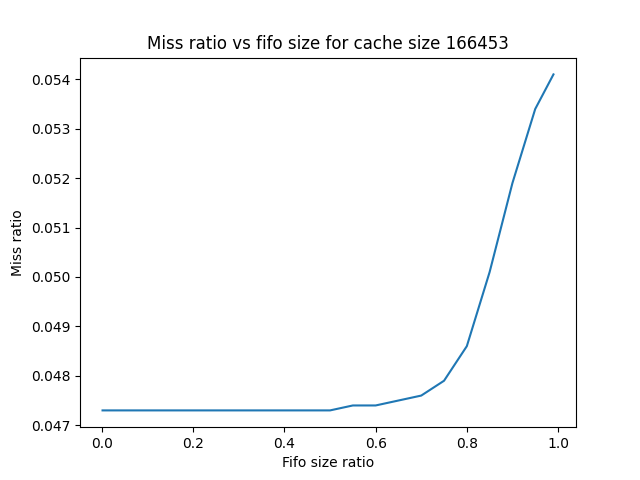 Miss ratio vs fifo size for cache size 166453
0.054
0.053
0.052
0.051
0.050
0.049
0.048
0.047
Miss ratio
0.0 0.2 0.4 0.6 0.8 1.0
Fifo size ratio